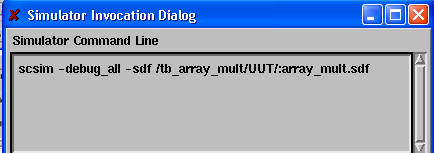 Simulator Invocation Dialog
Simulator Command Line
scsim -debug_all -sdf /tb_array_mult/UUT/:array_mult.sdf